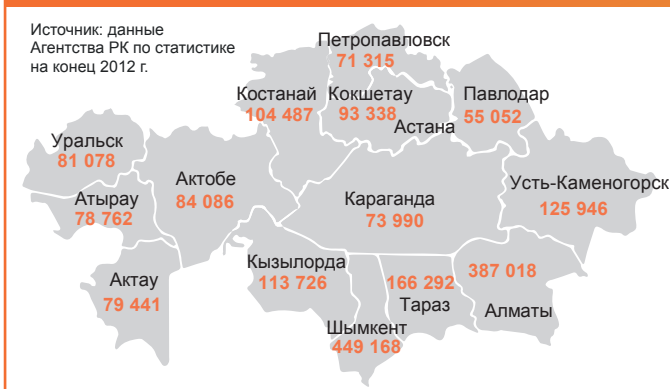 Источник: данные
Агентства РК по статистике
на конец 2012 г.
Петропавловск
71 315
Костанай
104 487
Кокшетау
93 338
Астана
Павлодар
55 052
Уральск
81 078
Атырау
78 762
Актобе
84 086
Караганда
73 990
Усть-Каменогорск
125 946
Актау
79 441
Кызылорда
113 726
166 292
Тараз
387 018
Алматы
Шымкент
449 168